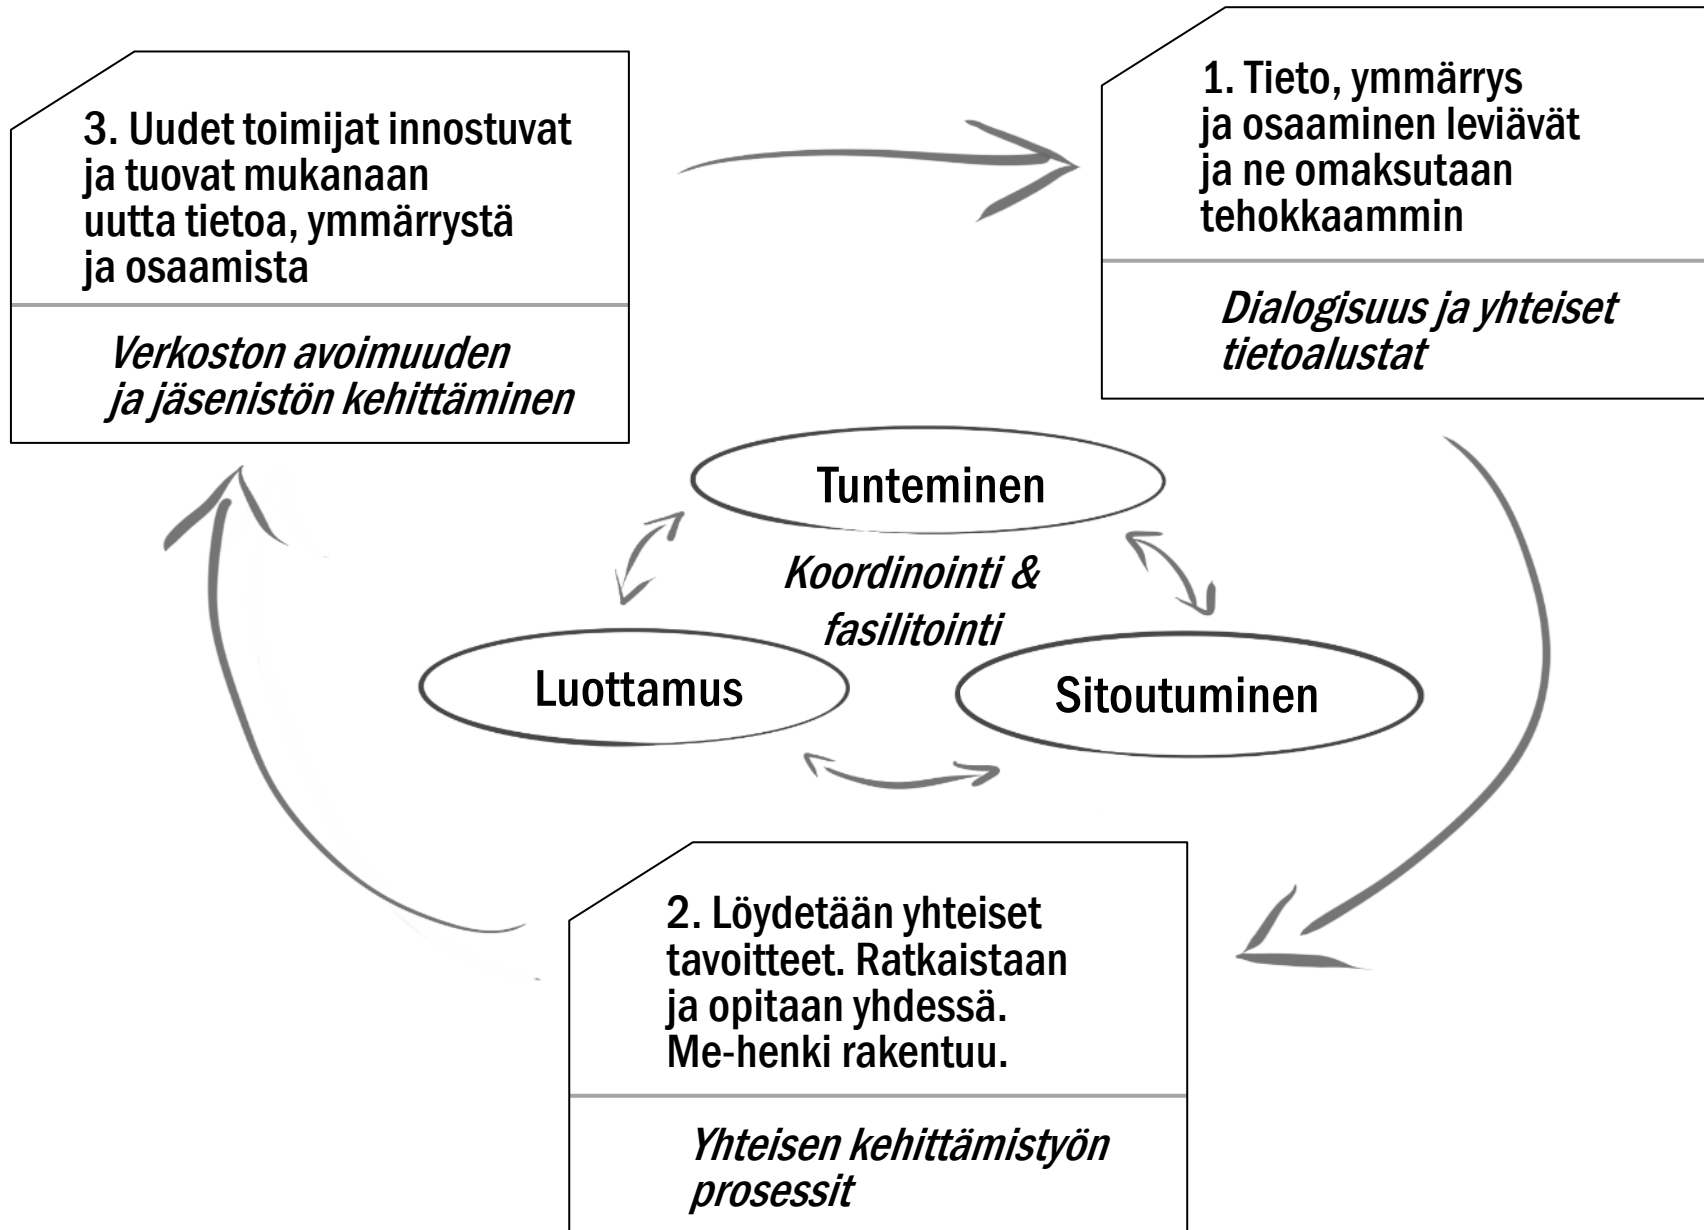 1. Tieto, ymmärrys
ja osaaminen leviävät
ja ne omaksutaan
tehokkaammin
Dialogisuus ja yhteiset
tietoalustat
3. Uudet toimijat innostuvat
ja tuovat mukanaan
uutta tietoa, ymmärrystä
ja osaamista
Verkoston avoimuuden
ja jäsenistön kehittäminen
Tunteminen
Koordinointi &
fasilitointi
Luottamus
Sitoutuminen
2. Löydetään yhteiset
tavoitteet. Ratkaistaan
ja opitaan yhdessä.
Me-henki rakentuu.
Yhteisen kehittämistyön
prosessit